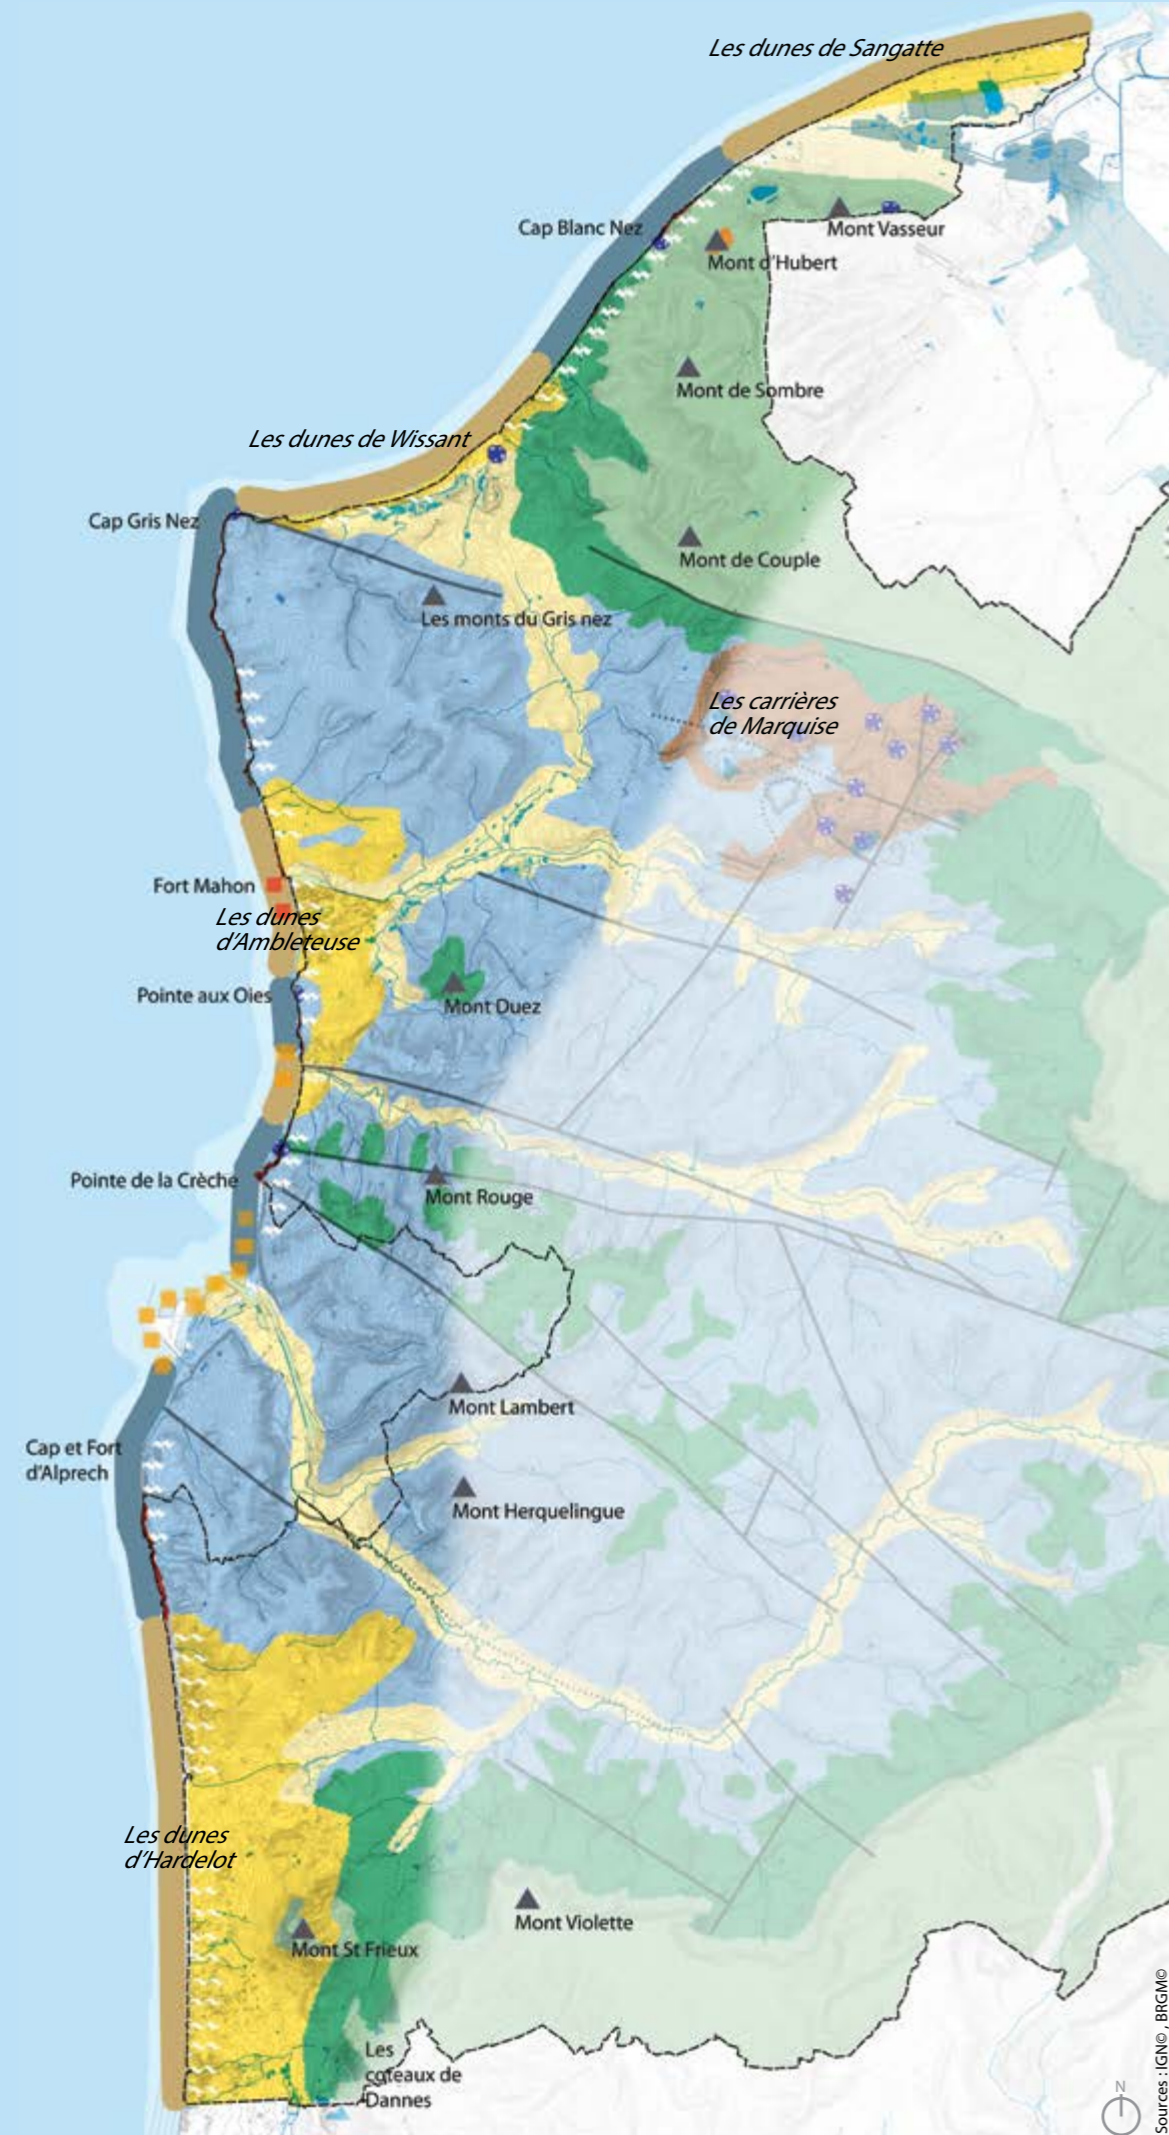 Les dunes de Sangatte
Cap Blanc Nez
Mont Vasseur
Mont d'Hubert
Mont de Sombre
Les dunes de Wissant
Cap Gris Nez
Mont de Couple
Les monts du Gris nez
Les carrières
de Marquise
Fort Mahon
Les dunes
d'Ambleteuse
Pointe aux Oies
Mont Duez
Pointe de la Crèche
Mont Rouge
Mont Lambert
Cap et Fort
d'Alprech
Mont Herquelingue
Les dunes
d'Hardelot
Mont Violette
Mont St Frieux
Les
coteaux de
Dannes
N
Sources : IGN© , BRGM©